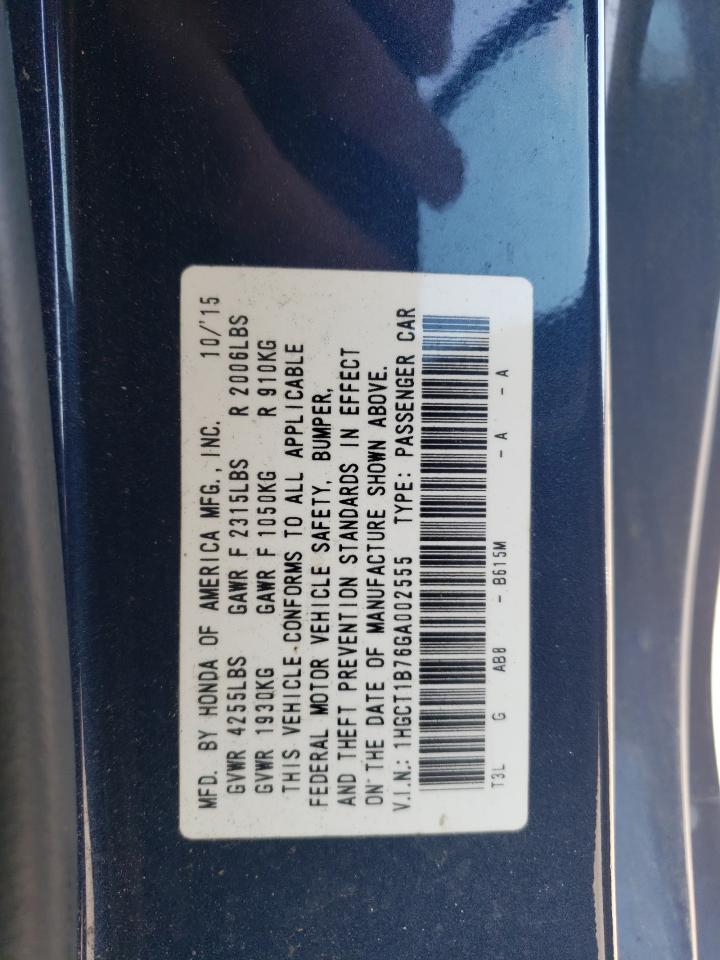 MFD. BY HONDA OF AMERICA MFG., INC. 10/'15
GVWR 4255LBS GAWR F 2315LBS R 2006LBS
GVWR 1930KG GAWR F 1050KG R 910KG
THIS VEHICLE CONFORMS TO ALL APPLICABLE
FEDERAL MOTOR VEHICLE SAFETY, BUMPER,
AND THEFT PREVENTION STANDARDS IN EFFECT
ON THE DATE OF MANUFACTURE SHOWN ABOVE.
V.I.N.: 1HGCT1B76GA002555 TYPE: PASSENGER CAR
T3L G AB8 - B615M - A - A